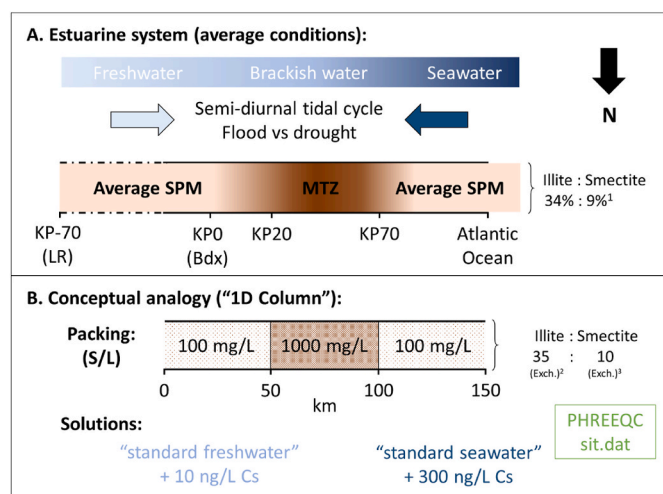 A. Estuarine system (average conditions):
Freshwater Brackish water Seawater
Semi-diurnal tidal cycle
Flood vs drought
N
Average SPM MTZ Average SPM
Illite : Smectite
34% : 9%¹
KP-70 KP0 KP20 KP70 Atlantic
(LR) (Bdx) Ocean
B. Conceptual analogy (“1D Column”):
Packing:
(S/L)
100 mg/L 1000 mg/L 100 mg/L
Illite : Smectite
35 : 10
(Exch.)² (Exch.)³
0 50 100 150
km
Solutions:
PHREEQC
sit.dat
“standard freshwater” “standard seawater”
+ 10 ng/L Cs + 300 ng/L Cs